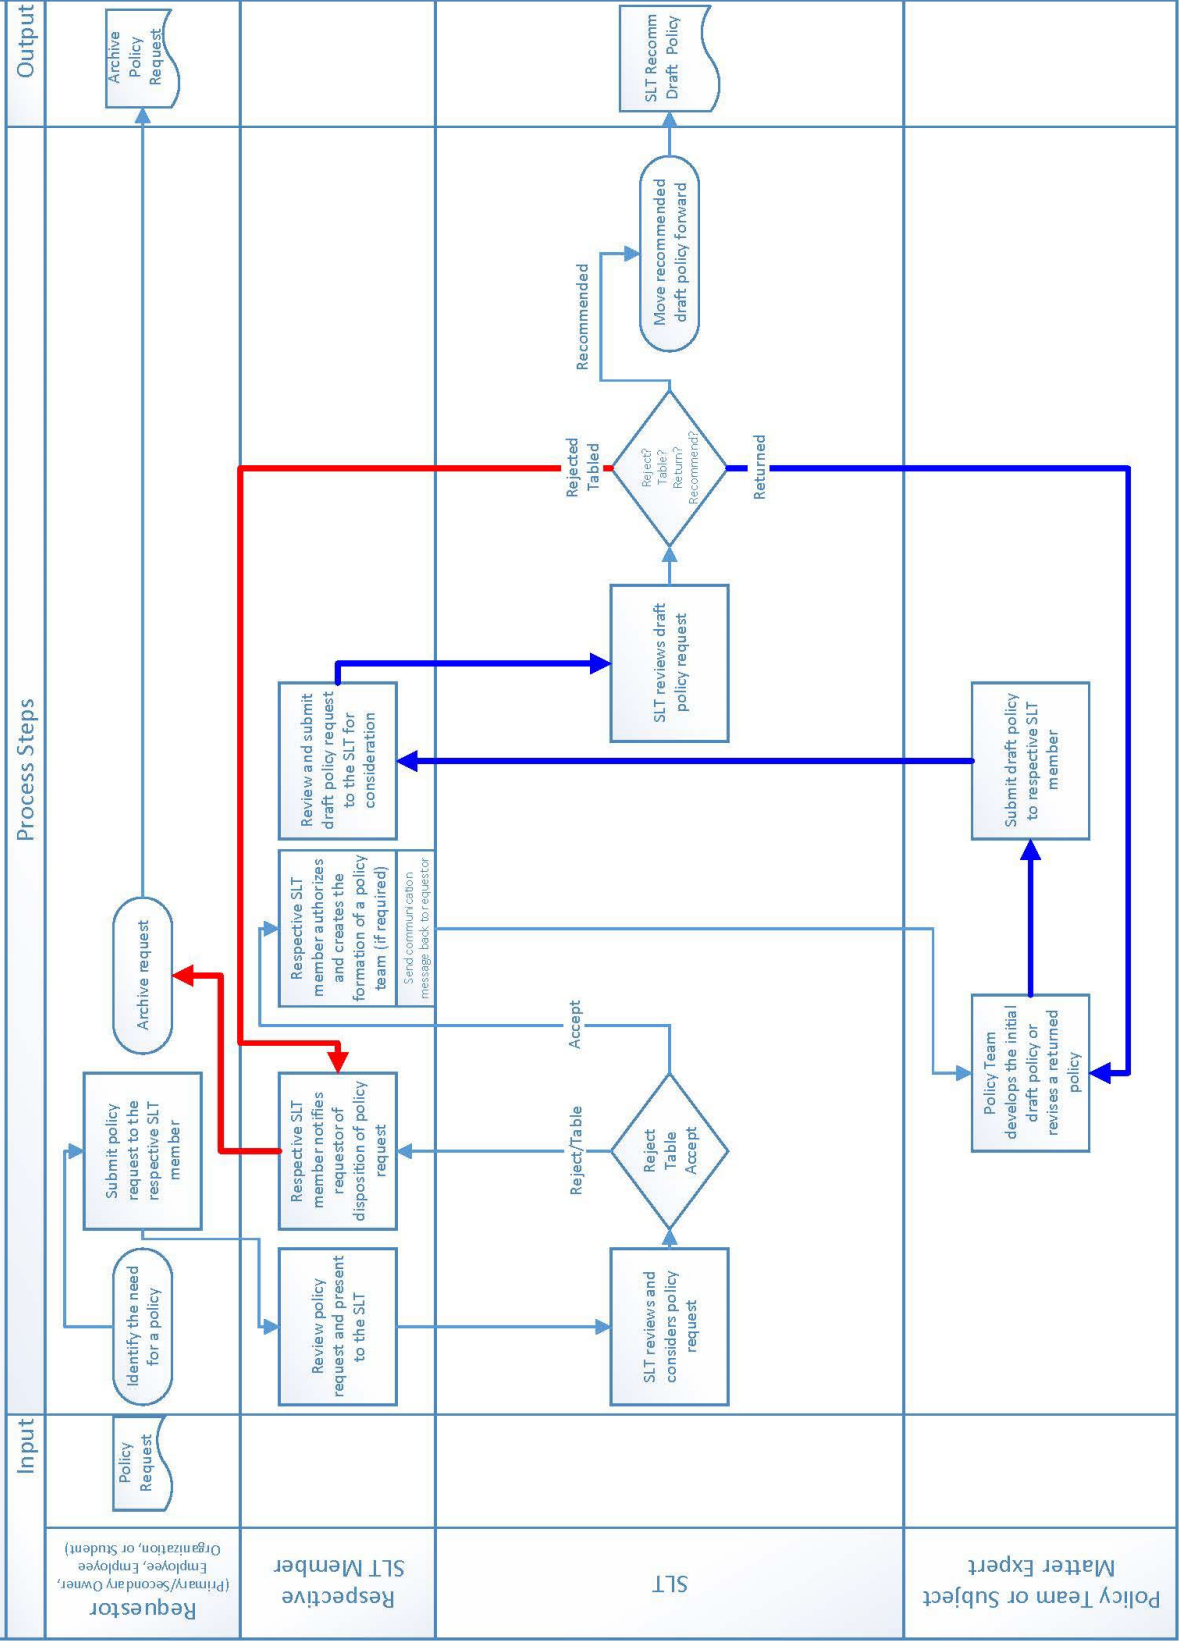 Input
Process Steps
Output
Requestor
(Primary/Secondary Owner,
Employee, Employee
Organization, or Student)
Policy
Request
Identify the need
for a policy
Submit policy
request to the
respective SLT
member
Archive request
Archive
Policy
Request
Respective
SLT Member
Review policy
request and present
to the SLT
Respective SLT
member notifies
requestor of
disposition of policy
request
Respective SLT
member authorizes
and creates the
formation of a policy
team (if required)
Send communication
message back to requestor
Review and submit
draft policy request
to the SLT for
consideration
SLT
SLT reviews and
considers policy
request
Reject
Table
Accept
Reject/Table
Accept
SLT reviews draft
policy request
Reject?
Table?
Return?
Recommend?
Rejected
Tabled
Returned
Recommended
Move recommended
draft policy forward
SLT Recomm
Draft Policy
Policy Team or Subject
Matter Expert
Policy Team
develops the initial
draft policy or
revises a returned
policy
Submit draft policy
to respective SLT
member